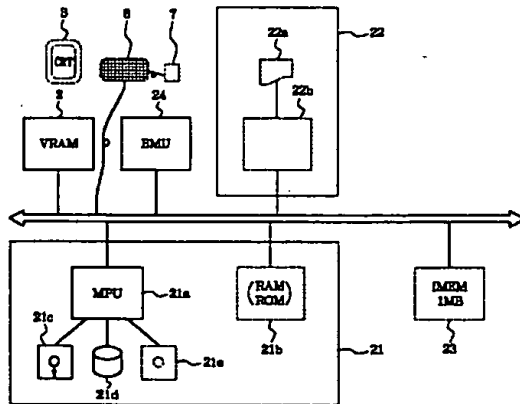 3
CRT
6
7
22a
22
22b
2
VRAM
24
EMU
MPU
21a
(RAM
ROM)
21b
21c
21d
21e
21
IMEM
1MB
23